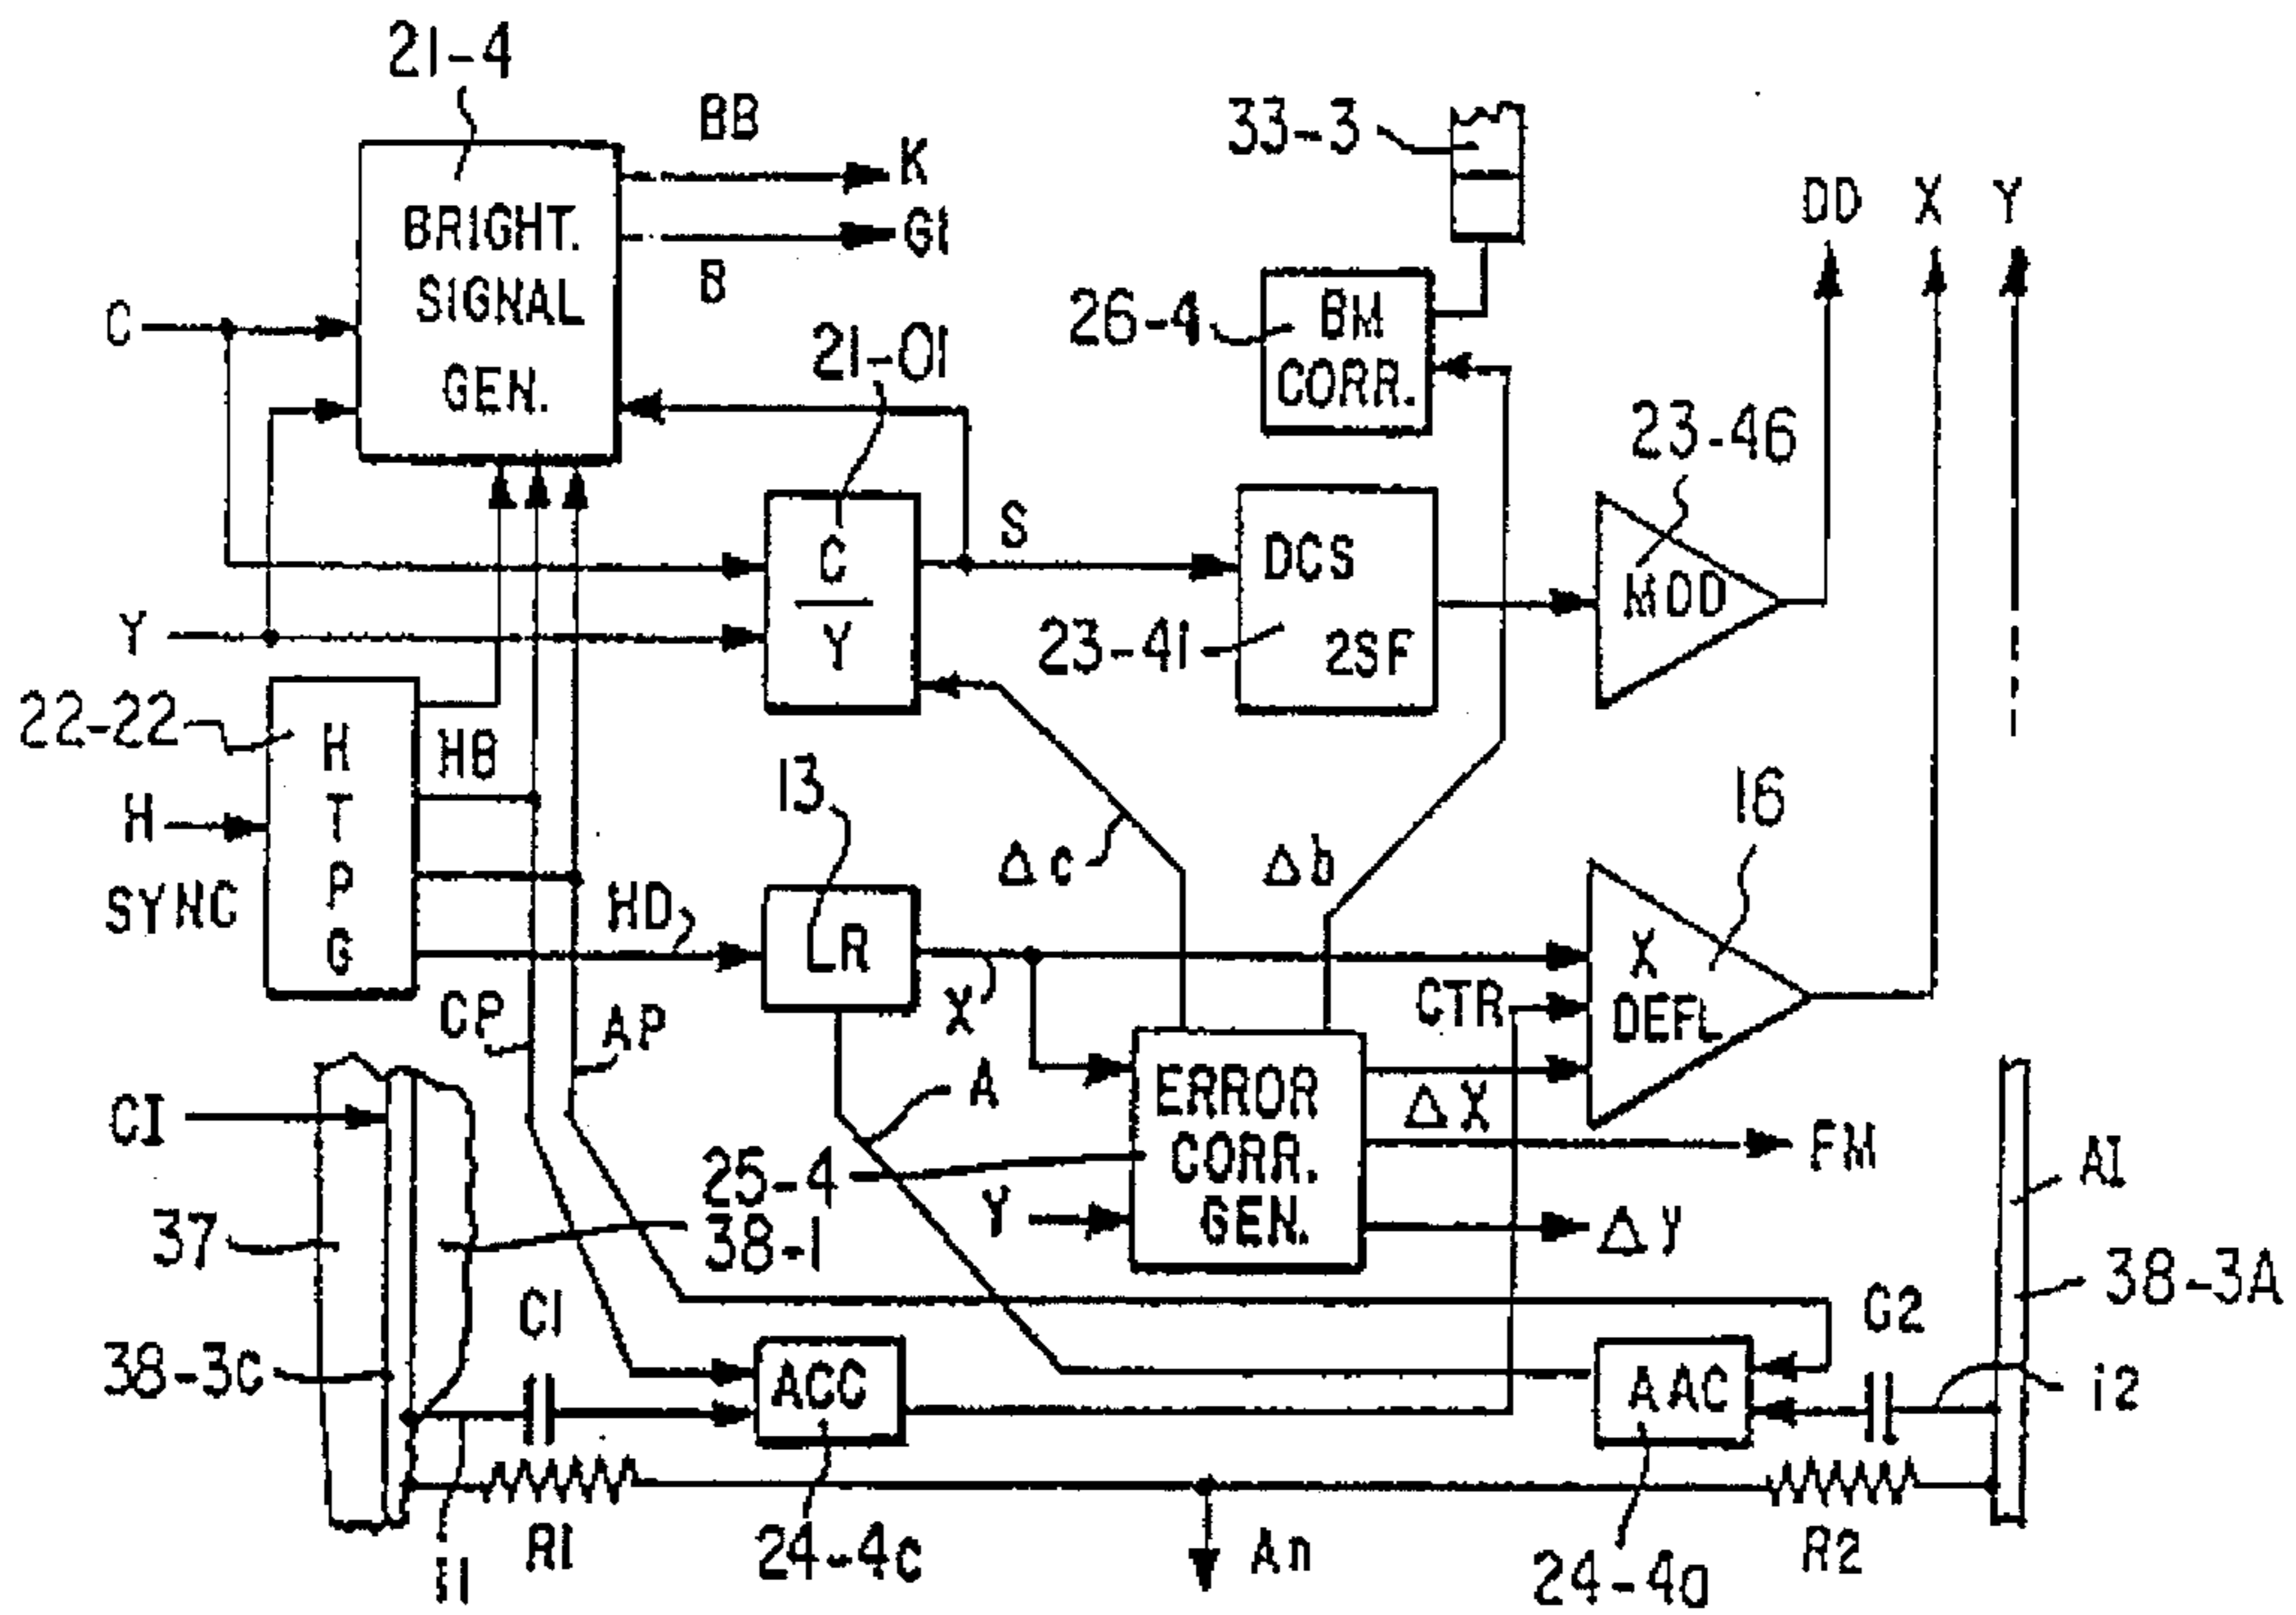 21-4
BB
K
BRIGHT.
SIGNAL
GEN.
G1
B
C
21-01
33-3
DD X Y
26-4
BM
CORR.
23-46
S
C
Y
DCS
2SF
23-41
MOD
Y
22-22
H
T
P
G
HB
H
SYNC
13
Δc
Δb
16
HD
LR
X
CTR
X
DEFL
CP
AP
A
ERROR
CORR.
GEN.
ΔX
FM
CI
25-4
Y
Δy
AI
37
38-1
38-3A
C1
G2
38-3c
ACC
AAC
i2
i1
R1
24-4c
An
24-4a
R2